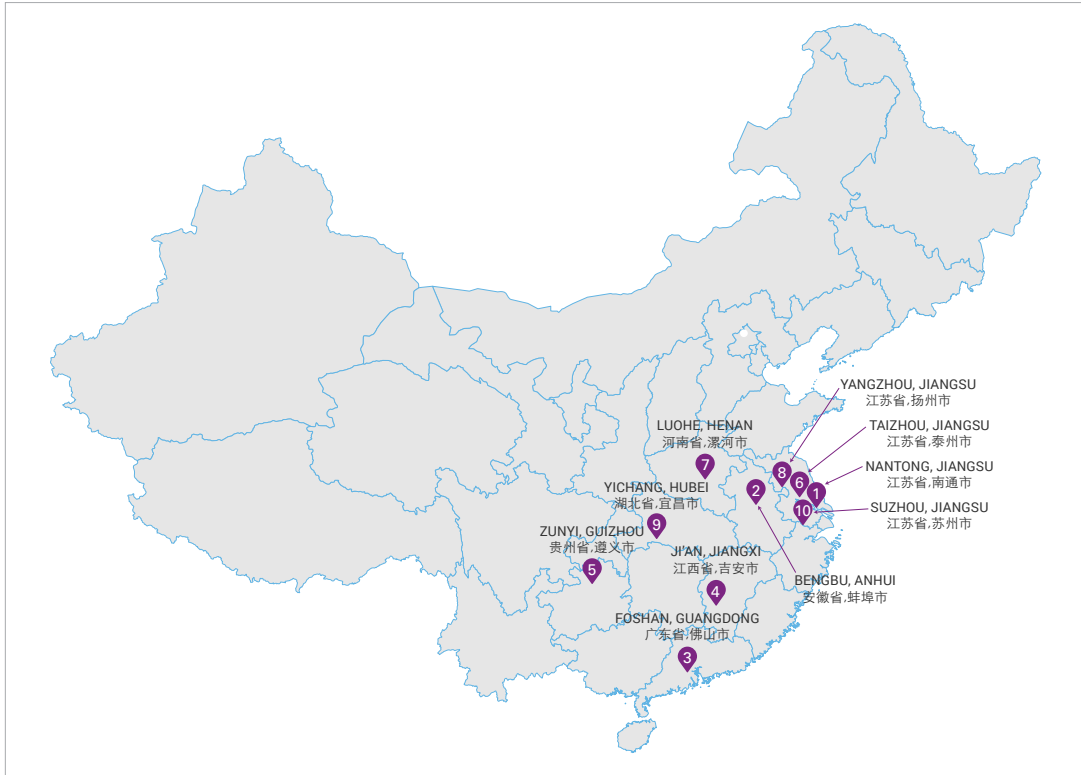 YANGZHOU, JIANGSU
江苏省,扬州市
TAIZHOU, JIANGSU
江苏省,泰州市
LUOHE, HENAN
河南省,漯河市
7
8
6
NANTONG, JIANGSU
江苏省,南通市
2
1
YICHANG, HUBEI
湖北省,宜昌市
10
SUZHOU, JIANGSU
江苏省,苏州市
9
ZUNYI, GUIZHOU
贵州省,遵义市
JI'AN, JIANGXI
江西省,吉安市
5
BENGBU, ANHUI
安徽省,蚌埠市
4
FOSHAN, GUANGDONG
广东省,佛山市
3